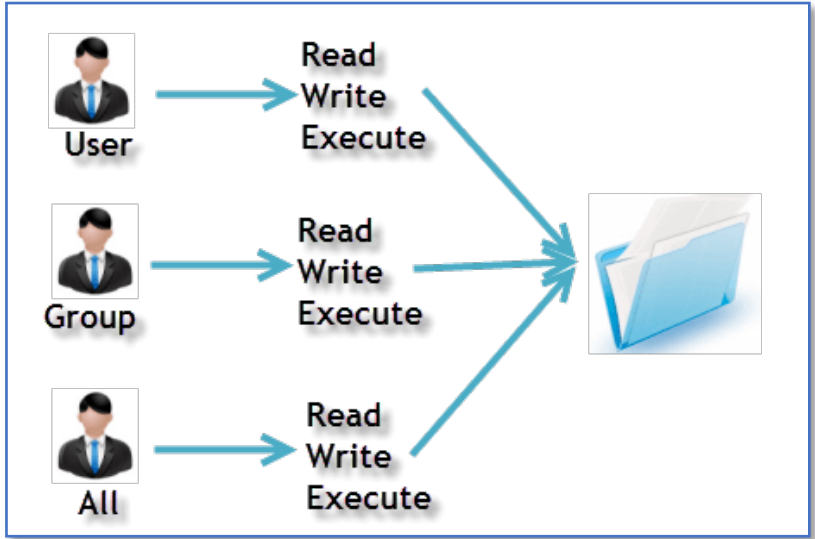 User
Read
Write
Execute
Group
Read
Write
Execute
All
Read
Write
Execute